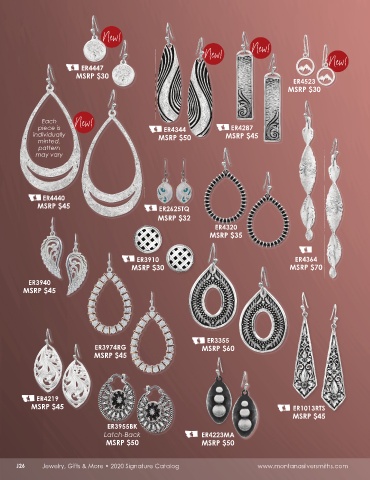 New!
ER4447
MSRP $30
New!
ER4344
MSRP $50
New!
ER4287
MSRP $45
New!
ER4523
MSRP $30
Each
piece is
individually
minted,
pattern
may vary
New!
ER4440
MSRP $45
ER2625TQ
MSRP $32
ER4320
MSRP $35
ER4364
MSRP $70
ER3910
MSRP $30
ER3940
MSRP $45
ER3974RG
MSRP $45
ER3355
MSRP $60
ER4219
MSRP $45
ER3955BK
Latch-Back
MSRP $50
ER4223MA
MSRP $50
ER1013RTS
MSRP $45
J26 Jewelry, Gifts & More • 2020 Signature Catalog www.montanasilversmiths.com